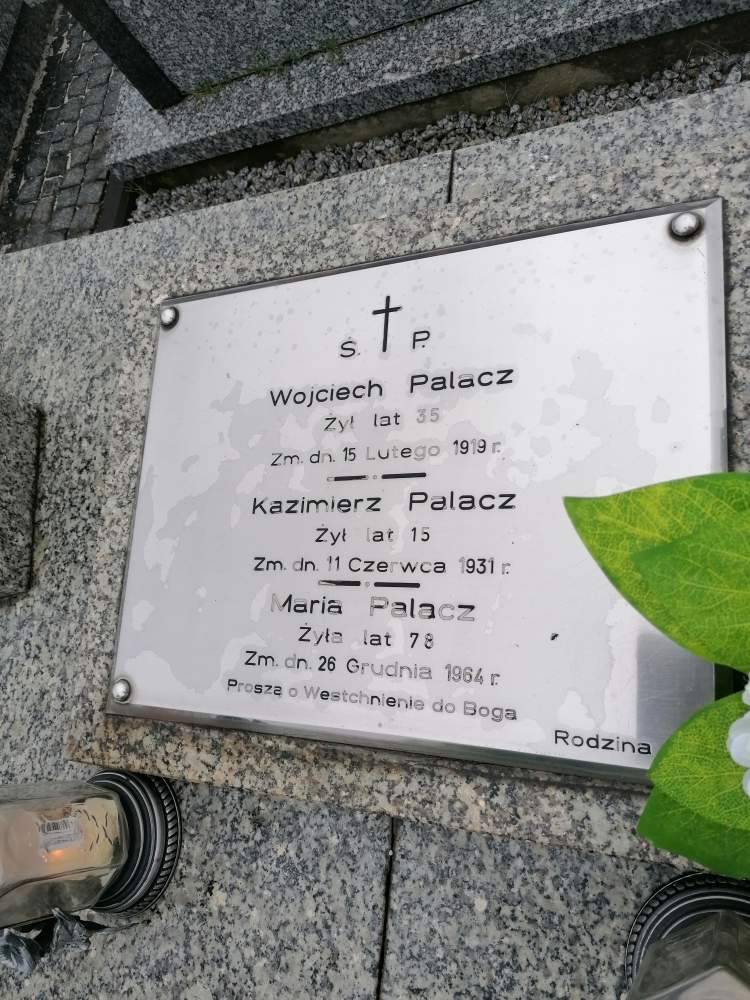 Ś. P.
Wojciech Palacz
Żył lat 35
Zm. dn. 15 Lutego 1919 r.
Kazimierz Palacz
Żył lat 15
Zm. dn. 11 Czerwca 1931 r.
Maria Palacz
Żyła lat 78
Zm. dn. 26 Grudnia 1964 r.
Proszą o Westchnienie do Boga
Rodzina